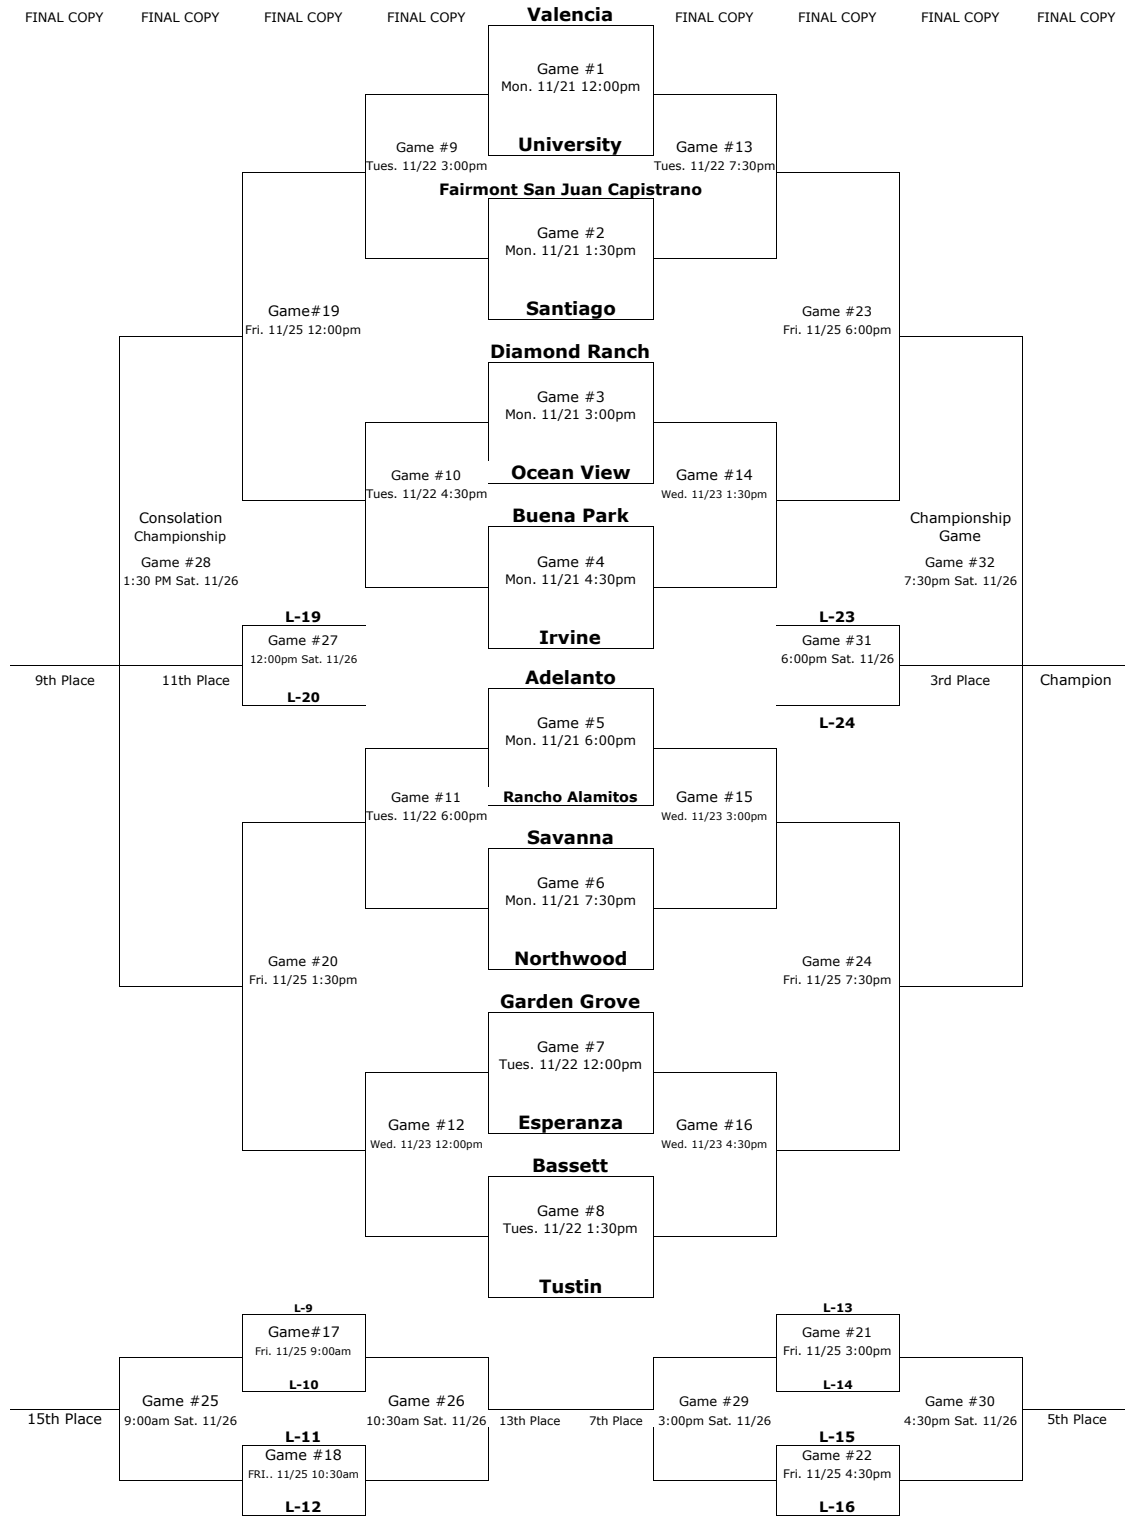 FINAL COPY FINAL COPY FINAL COPY FINAL COPY Valencia FINAL COPY FINAL COPY FINAL COPY FINAL COPY
Game #1
Mon. 11/21 12:00pm
Game #9 University Game #13
Tues. 11/22 3:00pm Tues. 11/22 7:30pm
Fairmont San Juan Capistrano
Game #2
Mon. 11/21 1:30pm
Game#19 Santiago Game #23
Fri. 11/25 12:00pm Fri. 11/25 6:00pm
Diamond Ranch
Game #3
Mon. 11/21 3:00pm
Game #10 Ocean View Game #14
Tues. 11/22 4:30pm Wed. 11/23 1:30pm
Consolation Buena Park Championship
Championship Game
Game #28 Game #4 Game #32
1:30 PM Sat. 11/26 Mon. 11/21 4:30pm 7:30pm Sat. 11/26
L-19 L-23
Game #27 Irvine Game #31
12:00pm Sat. 11/26 6:00pm Sat. 11/26
9th Place 11th Place Adelanto 3rd Place Champion
L-20
Game #5 L-24
Mon. 11/21 6:00pm
Game #11 Rancho Alamitos Game #15
Tues. 11/22 6:00pm Wed. 11/23 3:00pm
Savanna
Game #6
Mon. 11/21 7:30pm
Game #20 Northwood Game #24
Fri. 11/25 1:30pm Fri. 11/25 7:30pm
Garden Grove
Game #7
Tues. 11/22 12:00pm
Game #12 Esperanza Game #16
Wed. 11/23 12:00pm Wed. 11/23 4:30pm
Bassett
Game #8
Tues. 11/22 1:30pm
Tustin
L-9 L-13
Game#17 Game #21
Fri. 11/25 9:00am Fri. 11/25 3:00pm
L-10 L-14
Game #25 Game #26 Game #29 Game #30
15th Place 9:00am Sat. 11/26 10:30am Sat. 11/26 13th Place 7th Place 3:00pm Sat. 11/26 4:30pm Sat. 11/26 5th Place
L-11 L-15
Game #18 Game #22
FRI.. 11/25 10:30am Fri. 11/25 4:30pm
L-12 L-16